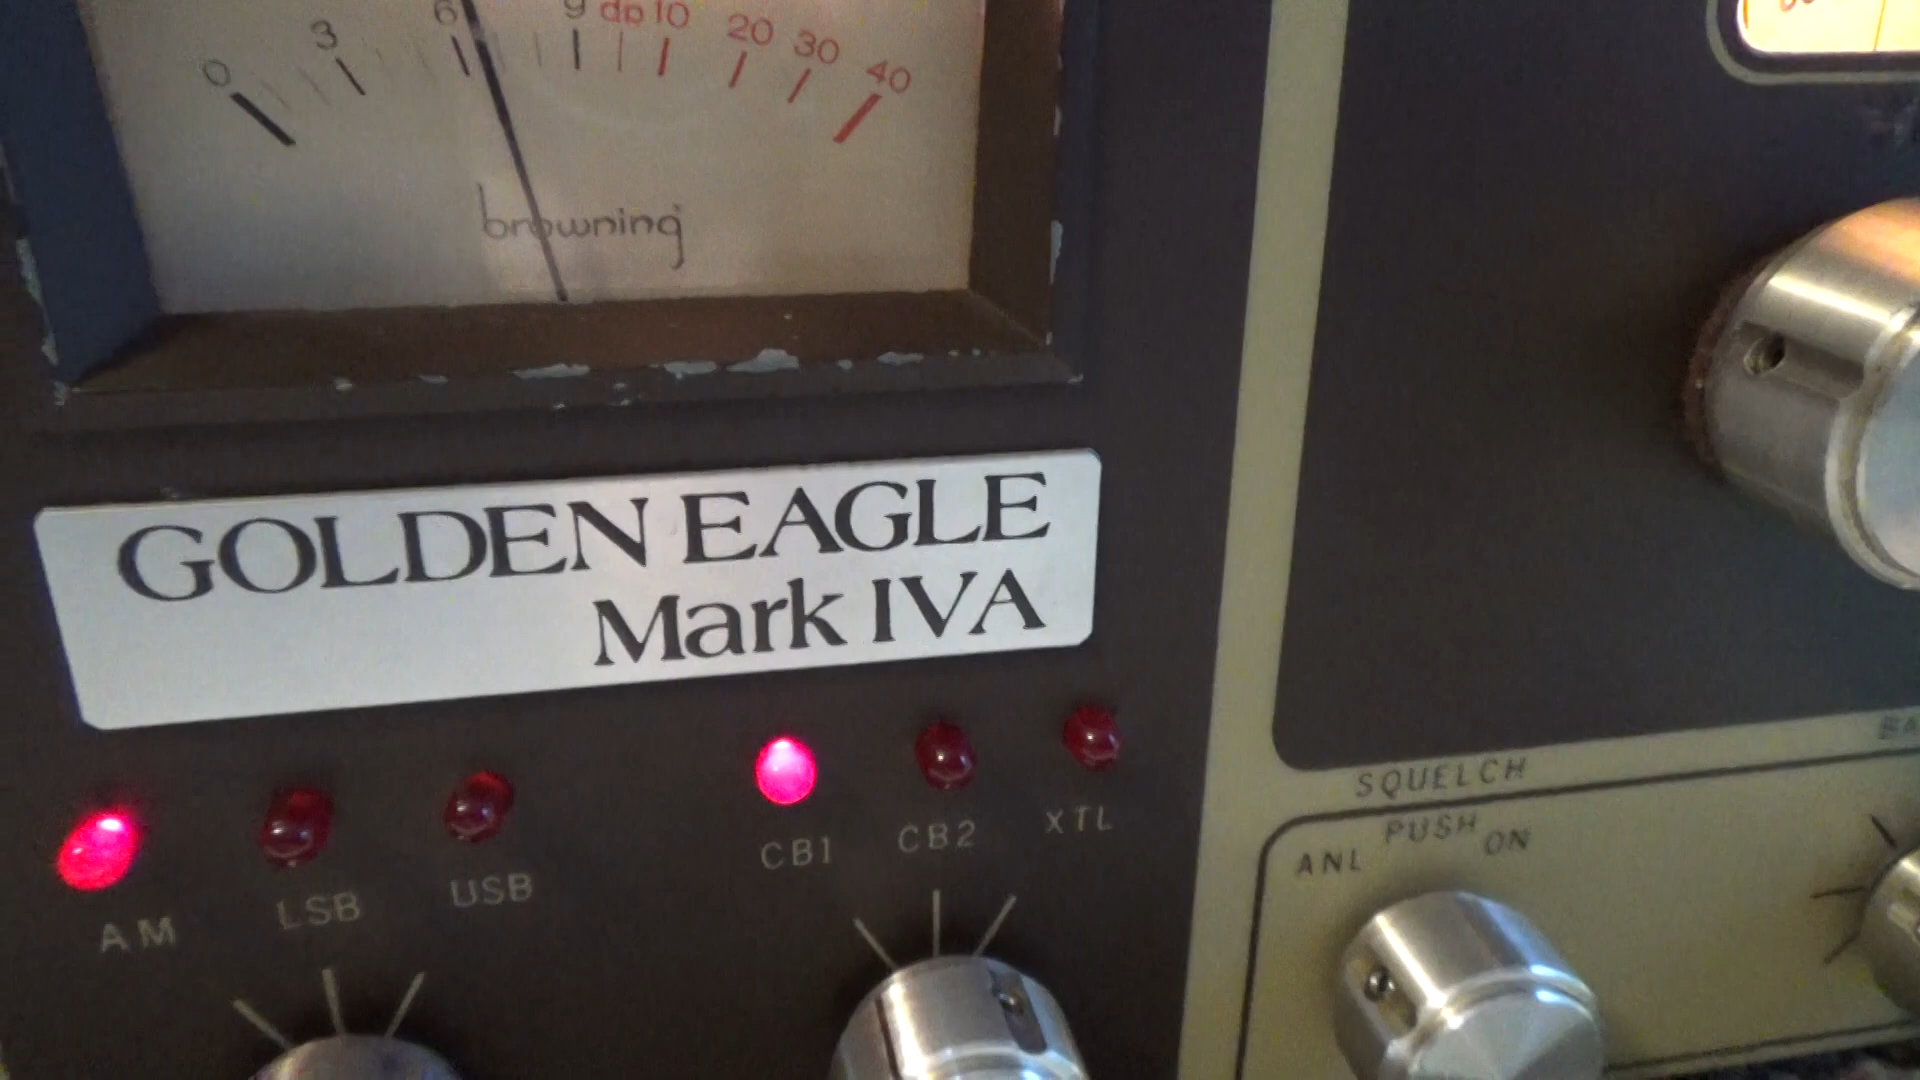 0 3 6 9 db 10 20 30 40
browning
GOLDEN EAGLE
Mark IVA
AM LSB USB
CB1 CB2 XTL
SQUELCH
ANL PUSH ON